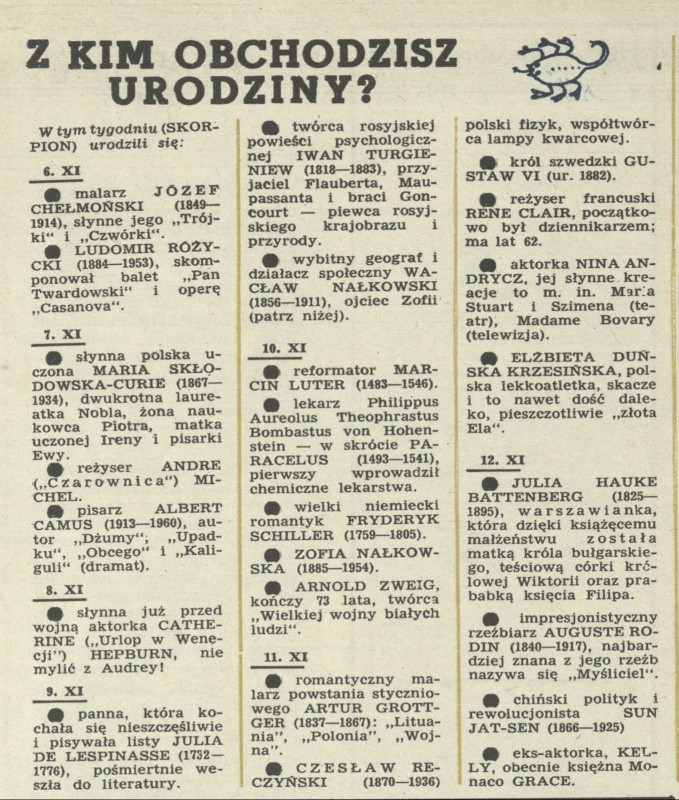 Z KIM OBCHODZISZ
URODZINY?
W tym tygodniu (SKOR-
PION) urodzili się:
6. XI
malarz JÓZEF
CHEŁMOŃSKI (1849—
1914), słynne jego „Trój-
ki" i „Czwórki".
LUDOMIR RÓŻY-
CKI (1884—1953), skom-
ponował balet „Pan
Twardowski" i operę
„Casanova".
7. XI
słynna polska u-
czona MARIA SKŁO-
DOWSKA-CURIE (1867—
1934), dwukrotna laure-
atka Nobla, żona nau-
kowca Piotra, matka
uczonej Ireny i pisarki
Ewy.
reżyser ANDRE
(„Czarownica") MI-
CHEL.
pisarz ALBERT
CAMUS (1913—1960), au-
tor „Dżumy", „Upad-
ku", „Obcego" i „Kali-
guli" (dramat).
8. XI
słynna już przed
wojną aktorka CATHE-
RINE („Urlop w Wenę-
cji") HEPBURN, nie
mylić z Audrey!
9. XI
panna, która ko-
chała się nieszczęśliwie
i pisywała listy JULIA
DE LESPINASSE (1732—
1776), pośmiertnie we-
szła do literatury.
twórca rosyjskiej
powieści psychologicz-
nej IWAN TURGIE-
NIEW (1818—1883), przy-
jaciel Flauberta, Mau-
passanta i braci Gon-
court — piewca rosyj-
skiego krajobrazu i
przyrody.
wybitny geograf i
działacz społeczny WA-
CŁAW NAŁKOWSKI
(1856—1911), ojciec Zofii
(patrz niżej).
10. XI
reformator MAR-
CIN LUTER (1483—1546).
lekarz Philippus
Aureolus Theophrastus
Bombastus von Hohen-
stein — w skrócie PA-
RACELUS (1493—1541),
pierwszy wprowadził
chemiczne lekarstwa.
wielki niemiecki
romantyk FRYDERYK
SCHILLER (1759—1805).
ZOFIA NAŁKOW-
SKA (1885—1954).
ARNOLD ZWEIG,
kończy 73 lata, twórca
„Wielkiej wojny białych
ludzi".
11. XI
romantyczny ma-
larz powstania stycznio-
wego ARTUR GROTT-
GER (1837—1867): „Litua-
nia", „Polonia", „Woj-
na".
CZESŁAW RE-
CZYŃSKI (1870—1936)
polski fizyk, współtwór-
ca lampy kwarcowej.
król szwedzki GU-
STAW VI (ur. 1882).
reżyser francuski
RENE CLAIR, początko-
wo był dziennikarzem;
ma lat 62.
aktorka NINA AN-
DRYCZ, jej słynne kre-
acje to m. in. Maria
Stuart i Szimena (te-
atr), Madame Bovary
(telewizja).
ELŻBIETA DUŃ-
SKA KRZESIŃSKA, pol-
ska lekkoatletka, skacze
i to nawet dość dale-
ko, pieszczotliwie „złota
Ela".
12. XI
JULIA HAUKE
BATTENBERG (1825—
1895), warszawianka,
która dzięki książęcemu
małżeństwu została
matką króla bułgarskie-
go, teściową córki kró-
lowej Wiktorii oraz pra-
babką księcia Filipa.
impresjonistyczny
rzeźbiarz AUGUSTE RO-
DIN (1840—1917), najbar-
dziej znana z jego rzeźb
nazywa się „Myśliciel".
chiński polityk i
rewolucjonista SUN
JAT-SEN (1866—1925)
eks-aktorka, KEL-
LY, obecnie księżna Mo-
naco GRACE.